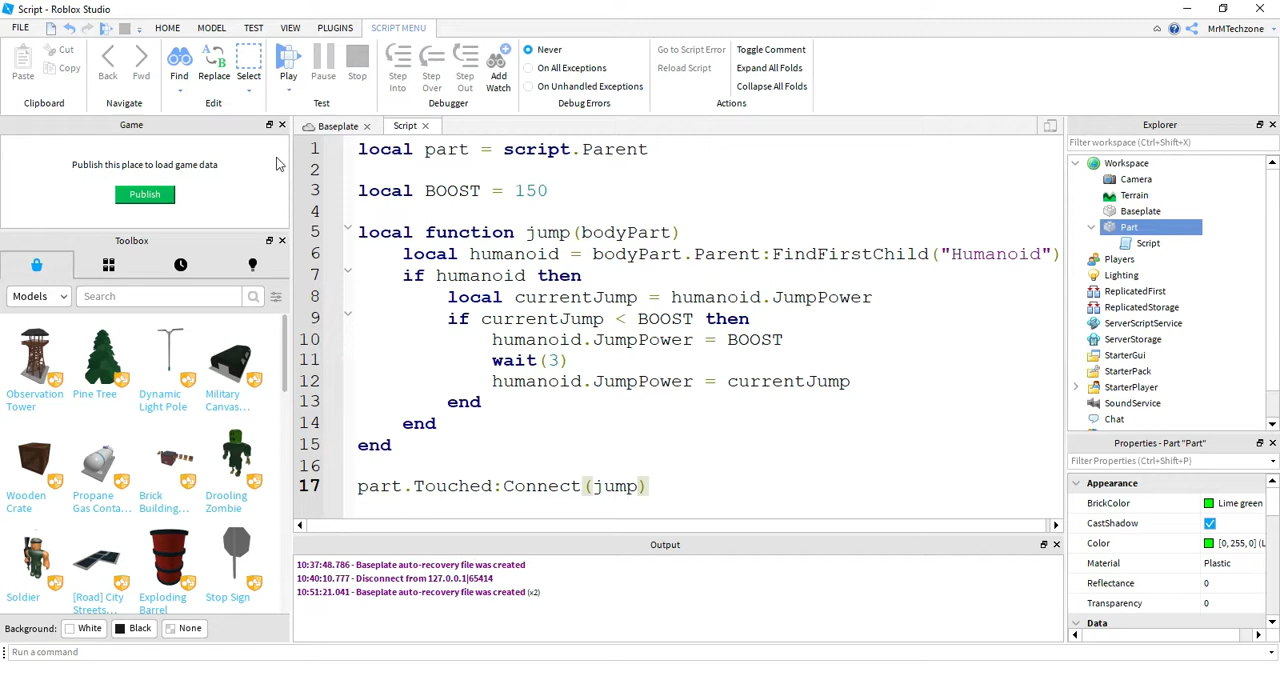 Script - Roblox Studio
FILE HOME MODEL TEST VIEW PLUGINS SCRIPT MENU MrMTechzone
Paste Cut Copy Back Fwd Find Replace Select Play Pause Stop Step Into Step Over Step Out Add Watch
Never
On All Exceptions
On Unhandled Exceptions
Go to Script Error
Reload Script
Toggle Comment
Expand All Folds
Collapse All Folds
Clipboard Navigate Edit Test Debugger Debug Errors Actions
Game
Publish this place to load game data
Publish
Toolbox
Models Search
Observation Tower
Pine Tree
Dynamic Light Pole
Military Canvas...
Wooden Crate
Propane Gas Conta...
Brick Building...
Drooling Zombie
Soldier
[Road] City Streets...
Exploding Barrel
Stop Sign
Background: White Black None
Baseplate Script
1 local part = script.Parent
2
3 local BOOST = 150
4
5 local function jump(bodyPart)
6 local humanoid = bodyPart.Parent:FindFirstChild("Humanoid")
7 if humanoid then
8 local currentJump = humanoid.JumpPower
9 if currentJump < BOOST then
10 humanoid.JumpPower = BOOST
11 wait(3)
12 humanoid.JumpPower = currentJump
13 end
14 end
15 end
16
17 part.Touched:Connect(jump)
Output
10:37:48.786 - Baseplate auto-recovery file was created
10:40:10.777 - Disconnect from 127.0.0.1|65414
10:51:21.041 - Baseplate auto-recovery file was created (x2)
Explorer
Filter workspace (Ctrl+Shift+X)
Workspace
Camera
Terrain
Baseplate
Part
Script
Players
Lighting
ReplicatedFirst
ReplicatedStorage
ServerScriptService
ServerStorage
StarterGui
StarterPack
StarterPlayer
SoundService
Chat
Properties - Part "Part"
Filter Properties (Ctrl+Shift+P)
Appearance
BrickColor Lime green
CastShadow
Color [0, 255, 0] (L
Material Plastic
Reflectance 0
Transparency 0
Data
Run a command